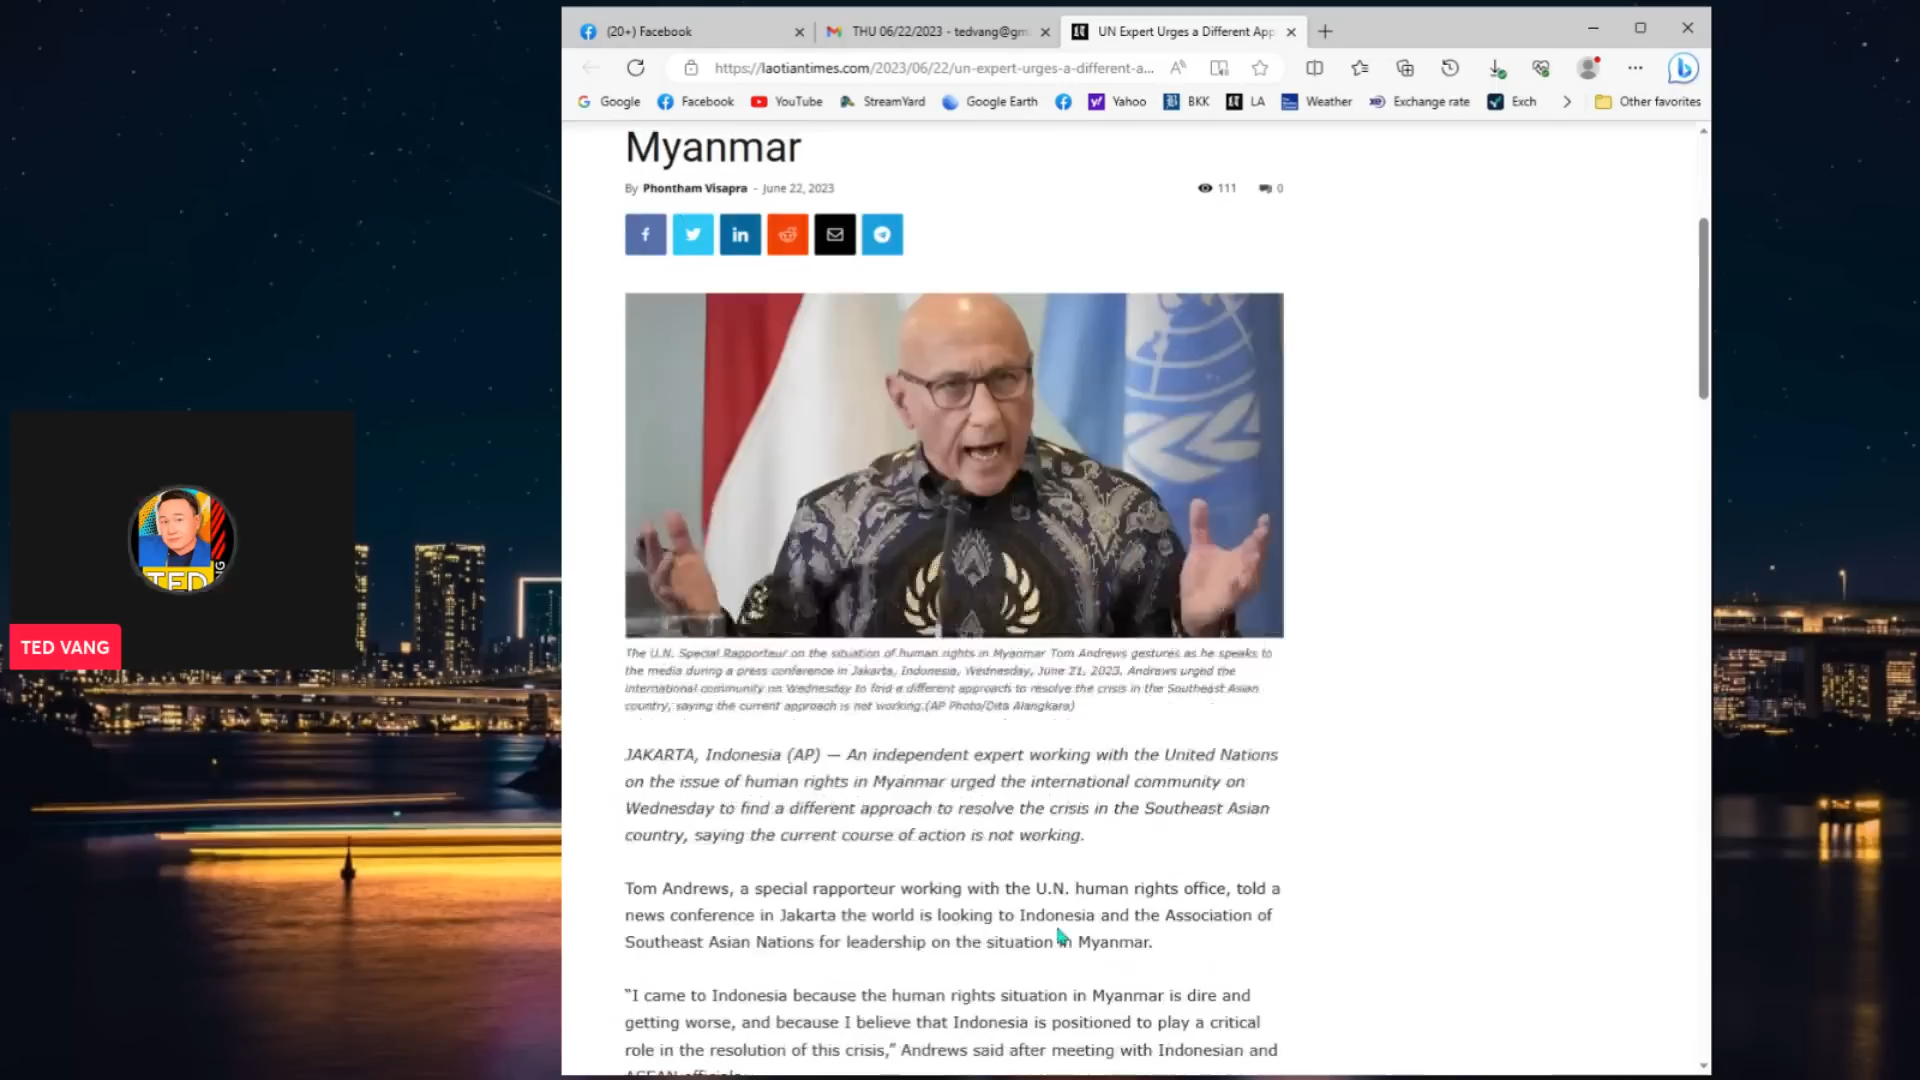 (20+) Facebook
THU 06/22/2023 - tedvang@gm
UN Expert Urges a Different App
https://laotiantimes.com/2023/06/22/un-expert-urges-a-different-a...
Google
Facebook
YouTube
StreamYard
Google Earth
Yahoo
BKK
LA
Weather
Exchange rate
Exch
Other favorites
Myanmar
By Phontham Visapra - June 22, 2023
111
0
The U.N. Special Rapporteur on the situation of human rights in Myanmar Tom Andrews gestures as he speaks to
the media during a press conference in Jakarta, Indonesia, Wednesday, June 21, 2023. Andrews urged the
international community on Wednesday to find a different approach to resolve the crisis in the Southeast Asian
country, saying the current approach is not working.(AP Photo/Dita Alangkara)
JAKARTA, Indonesia (AP) — An independent expert working with the United Nations
on the issue of human rights in Myanmar urged the international community on
Wednesday to find a different approach to resolve the crisis in the Southeast Asian
country, saying the current course of action is not working.
Tom Andrews, a special rapporteur working with the U.N. human rights office, told a
news conference in Jakarta the world is looking to Indonesia and the Association of
Southeast Asian Nations for leadership on the situation in Myanmar.
“I came to Indonesia because the human rights situation in Myanmar is dire and
getting worse, and because I believe that Indonesia is positioned to play a critical
role in the resolution of this crisis,” Andrews said after meeting with Indonesian and
ASEAN officials
TED
TED VANG